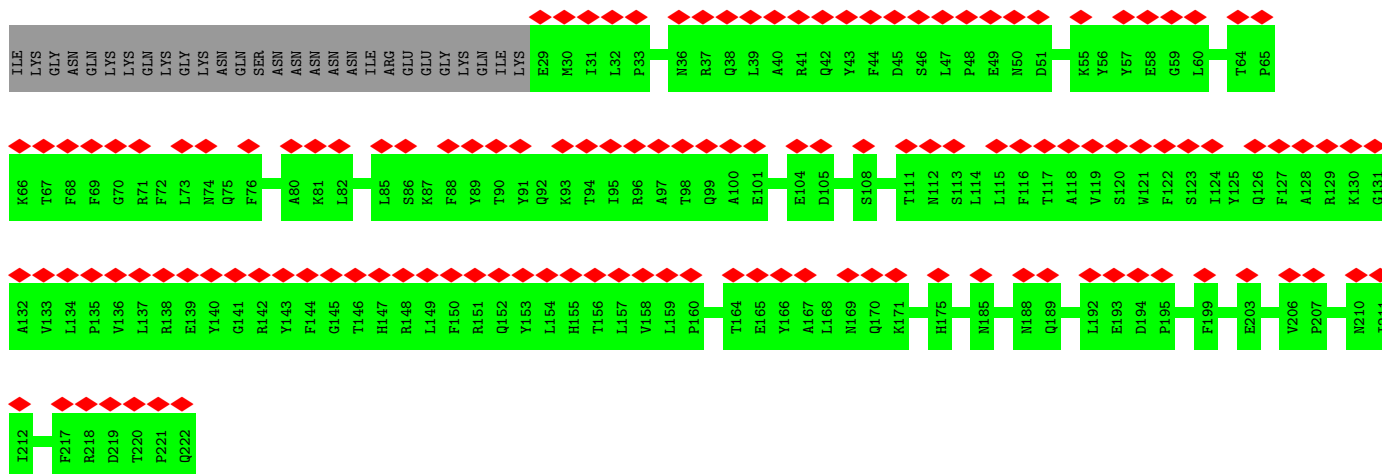 ILE LYS GLY ASN GLN LYS LYS GLN LYS GLY LYS ASN GLN SER ASN ASN ASN ASN ASN ILE ARG GLU GLU GLY LYS GLN ILE LYS E29 M30 I31 L32 P33 N36 R37 Q38 L39 A40 R41 Q42 Y43 F44 D45 S46 L47 P48 E49 N50 D51 K55 Y56 Y57 E58 G59 L60 T64 P65
K66 T67 F68 F69 G70 R71 F72 L73 N74 Q75 F76 A80 K81 L82 L85 S86 K87 F88 Y89 T90 Y91 Q92 K93 T94 I95 R96 A97 T98 Q99 A100 E101 E104 D105 S108 T111 N112 S113 L114 L115 F116 T117 A118 V119 S120 W121 F122 S123 I124 Y125 Q126 F127 A128 R129 K130 G131
A132 V133 L134 P135 V136 L137 R138 E139 Y140 G141 R142 Y143 F144 G145 T146 H147 R148 L149 F150 R151 Q152 Y153 L154 H155 T156 L157 V158 L159 P160 T164 E165 Y166 A167 L168 N169 Q170 K171 H175 N185 N188 Q189 L192 E193 D194 P195 F199 E203 V206 P207 N210 I211
I212 F217 R218 D219 T220 P221 Q222